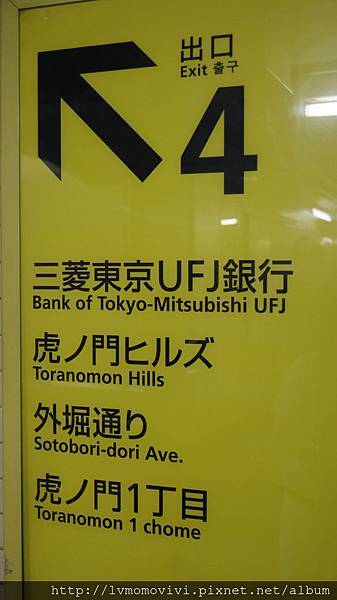 出口
Exit 출구
4
三菱東京UFJ銀行
Bank of Tokyo-Mitsubishi UFJ
虎ノ門ヒルズ
Toranomon Hills
外堀通り
Sotobori-dori Ave.
虎ノ門1丁目
Toranomon 1 chome
http://lvmomovivi.pixnet.net/album